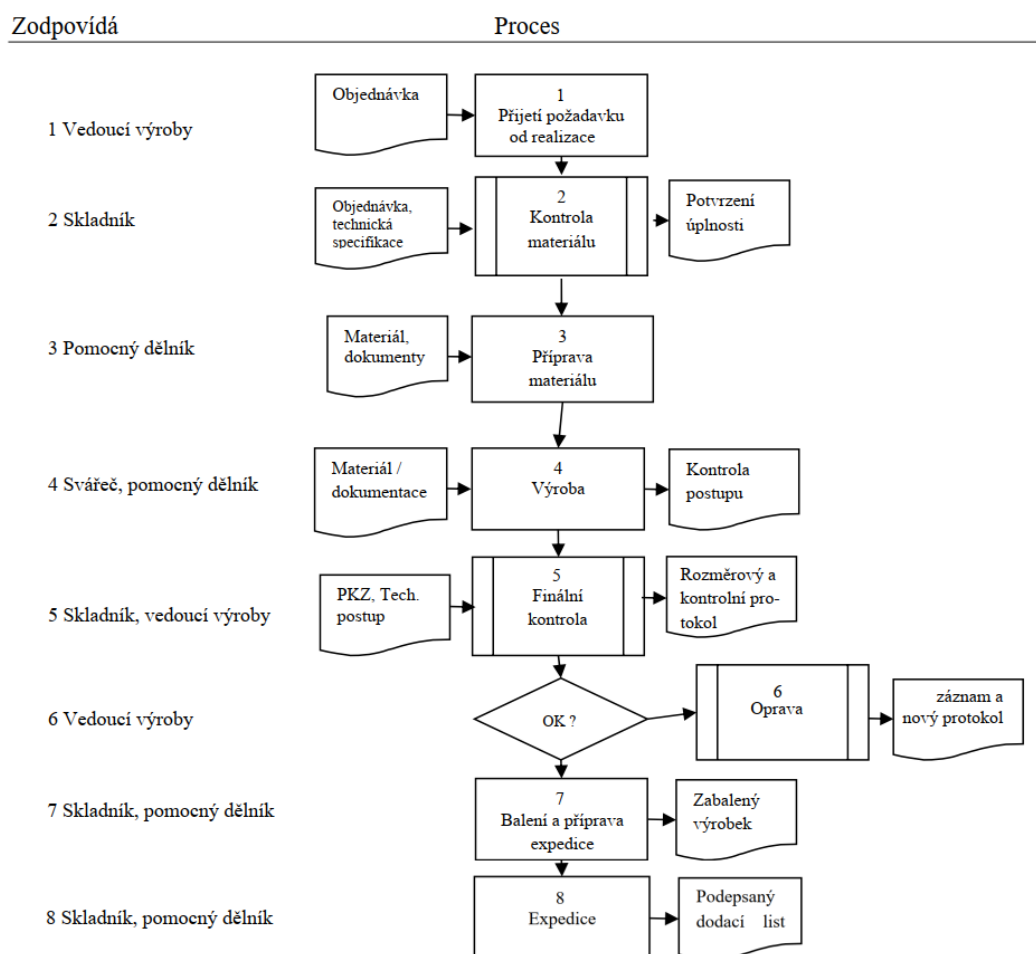 Zodpovídá
Proces
1 Vedoucí výroby
Objednávka
1
Přijetí požadavku
od realizace
2 Skladník
Objednávka,
technická
specifikace
2
Kontrola
materiálu
Potvrzení
úplnosti
3 Pomocný dělník
Materiál,
dokumenty
3
Příprava
materiálu
4 Svářeč, pomocný dělník
Materiál /
dokumentace
4
Výroba
Kontrola
postupu
5 Skladník, vedoucí výroby
PKZ, Tech.
postup
5
Finální
kontrola
Rozměrový a
kontrolní pro-
tokol
6 Vedoucí výroby
OK ?
6
Oprava
záznam a
nový protokol
7 Skladník, pomocný dělník
7
Balení a příprava
expedice
Zabalený
výrobek
8 Skladník, pomocný dělník
8
Expedice
Podepsaný
dodací list